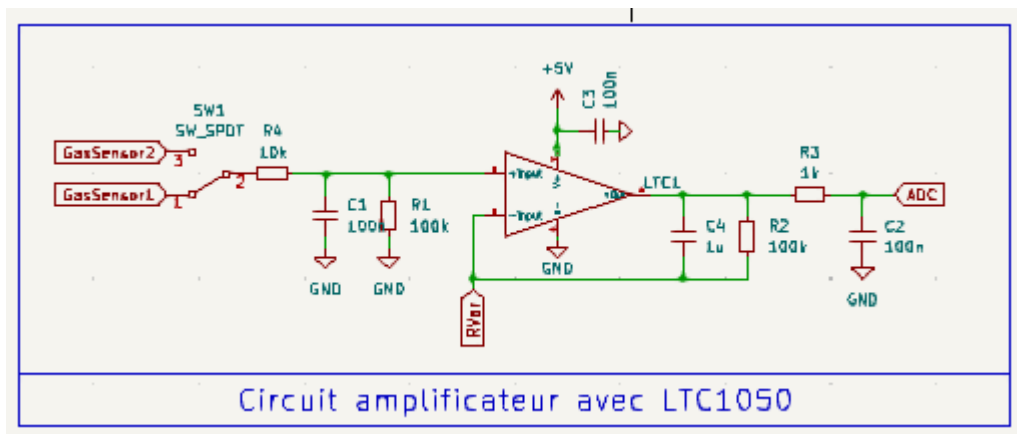 +5V
C3
100n
SW1
SW_SPDT
R4
10k
GasSensor2
3
2
GasSensor1
1
+Input
-Input
V+
LTC1
R3
1k
ADC
C1
100k
R1
100k
C4
1u
R2
100k
C2
100n
GND
GND
GND
GND
RVar
Circuit amplificateur avec LTC1050